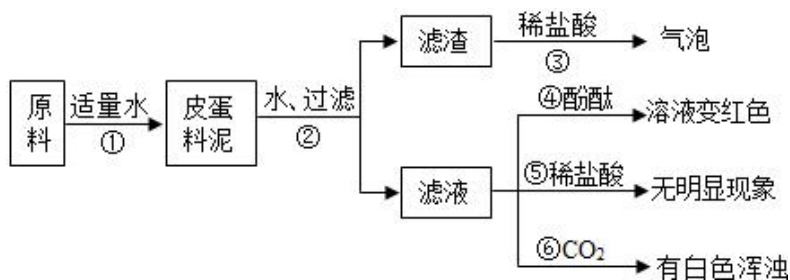 滤渣
稀盐酸
③
气泡
原料
适量水
①
皮蛋料泥
水、过滤
②
④酚酞
溶液变红色
滤液
⑤稀盐酸
无明显现象
⑥CO₂
有白色浑浊